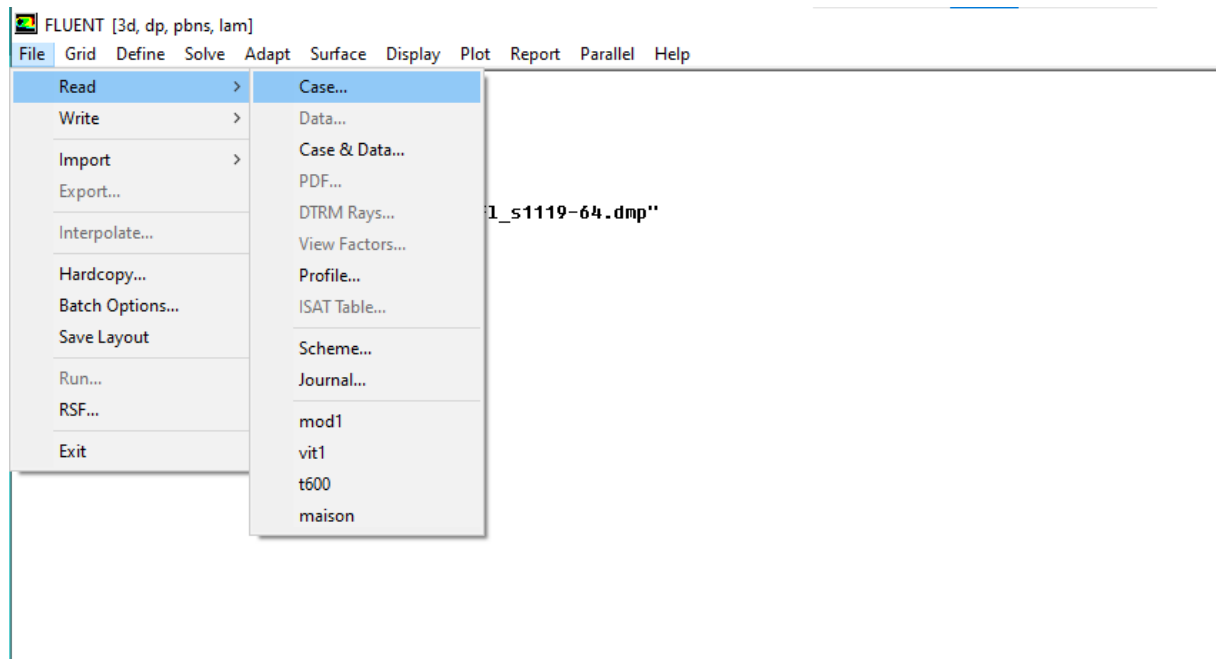 FLUENT [3d, dp, pbns, lam]
File Grid Define Solve Adapt Surface Display Plot Report Parallel Help
Read >
Write >
Import >
Export...
Interpolate...
Hardcopy...
Batch Options...
Save Layout
Run...
RSF...
Exit
Case...
Data...
Case & Data...
PDF...
DTRM Rays...
View Factors...
Profile...
ISAT Table...
Scheme...
Journal...
mod1
vit1
t600
maison
l_s1119-64.dmp"